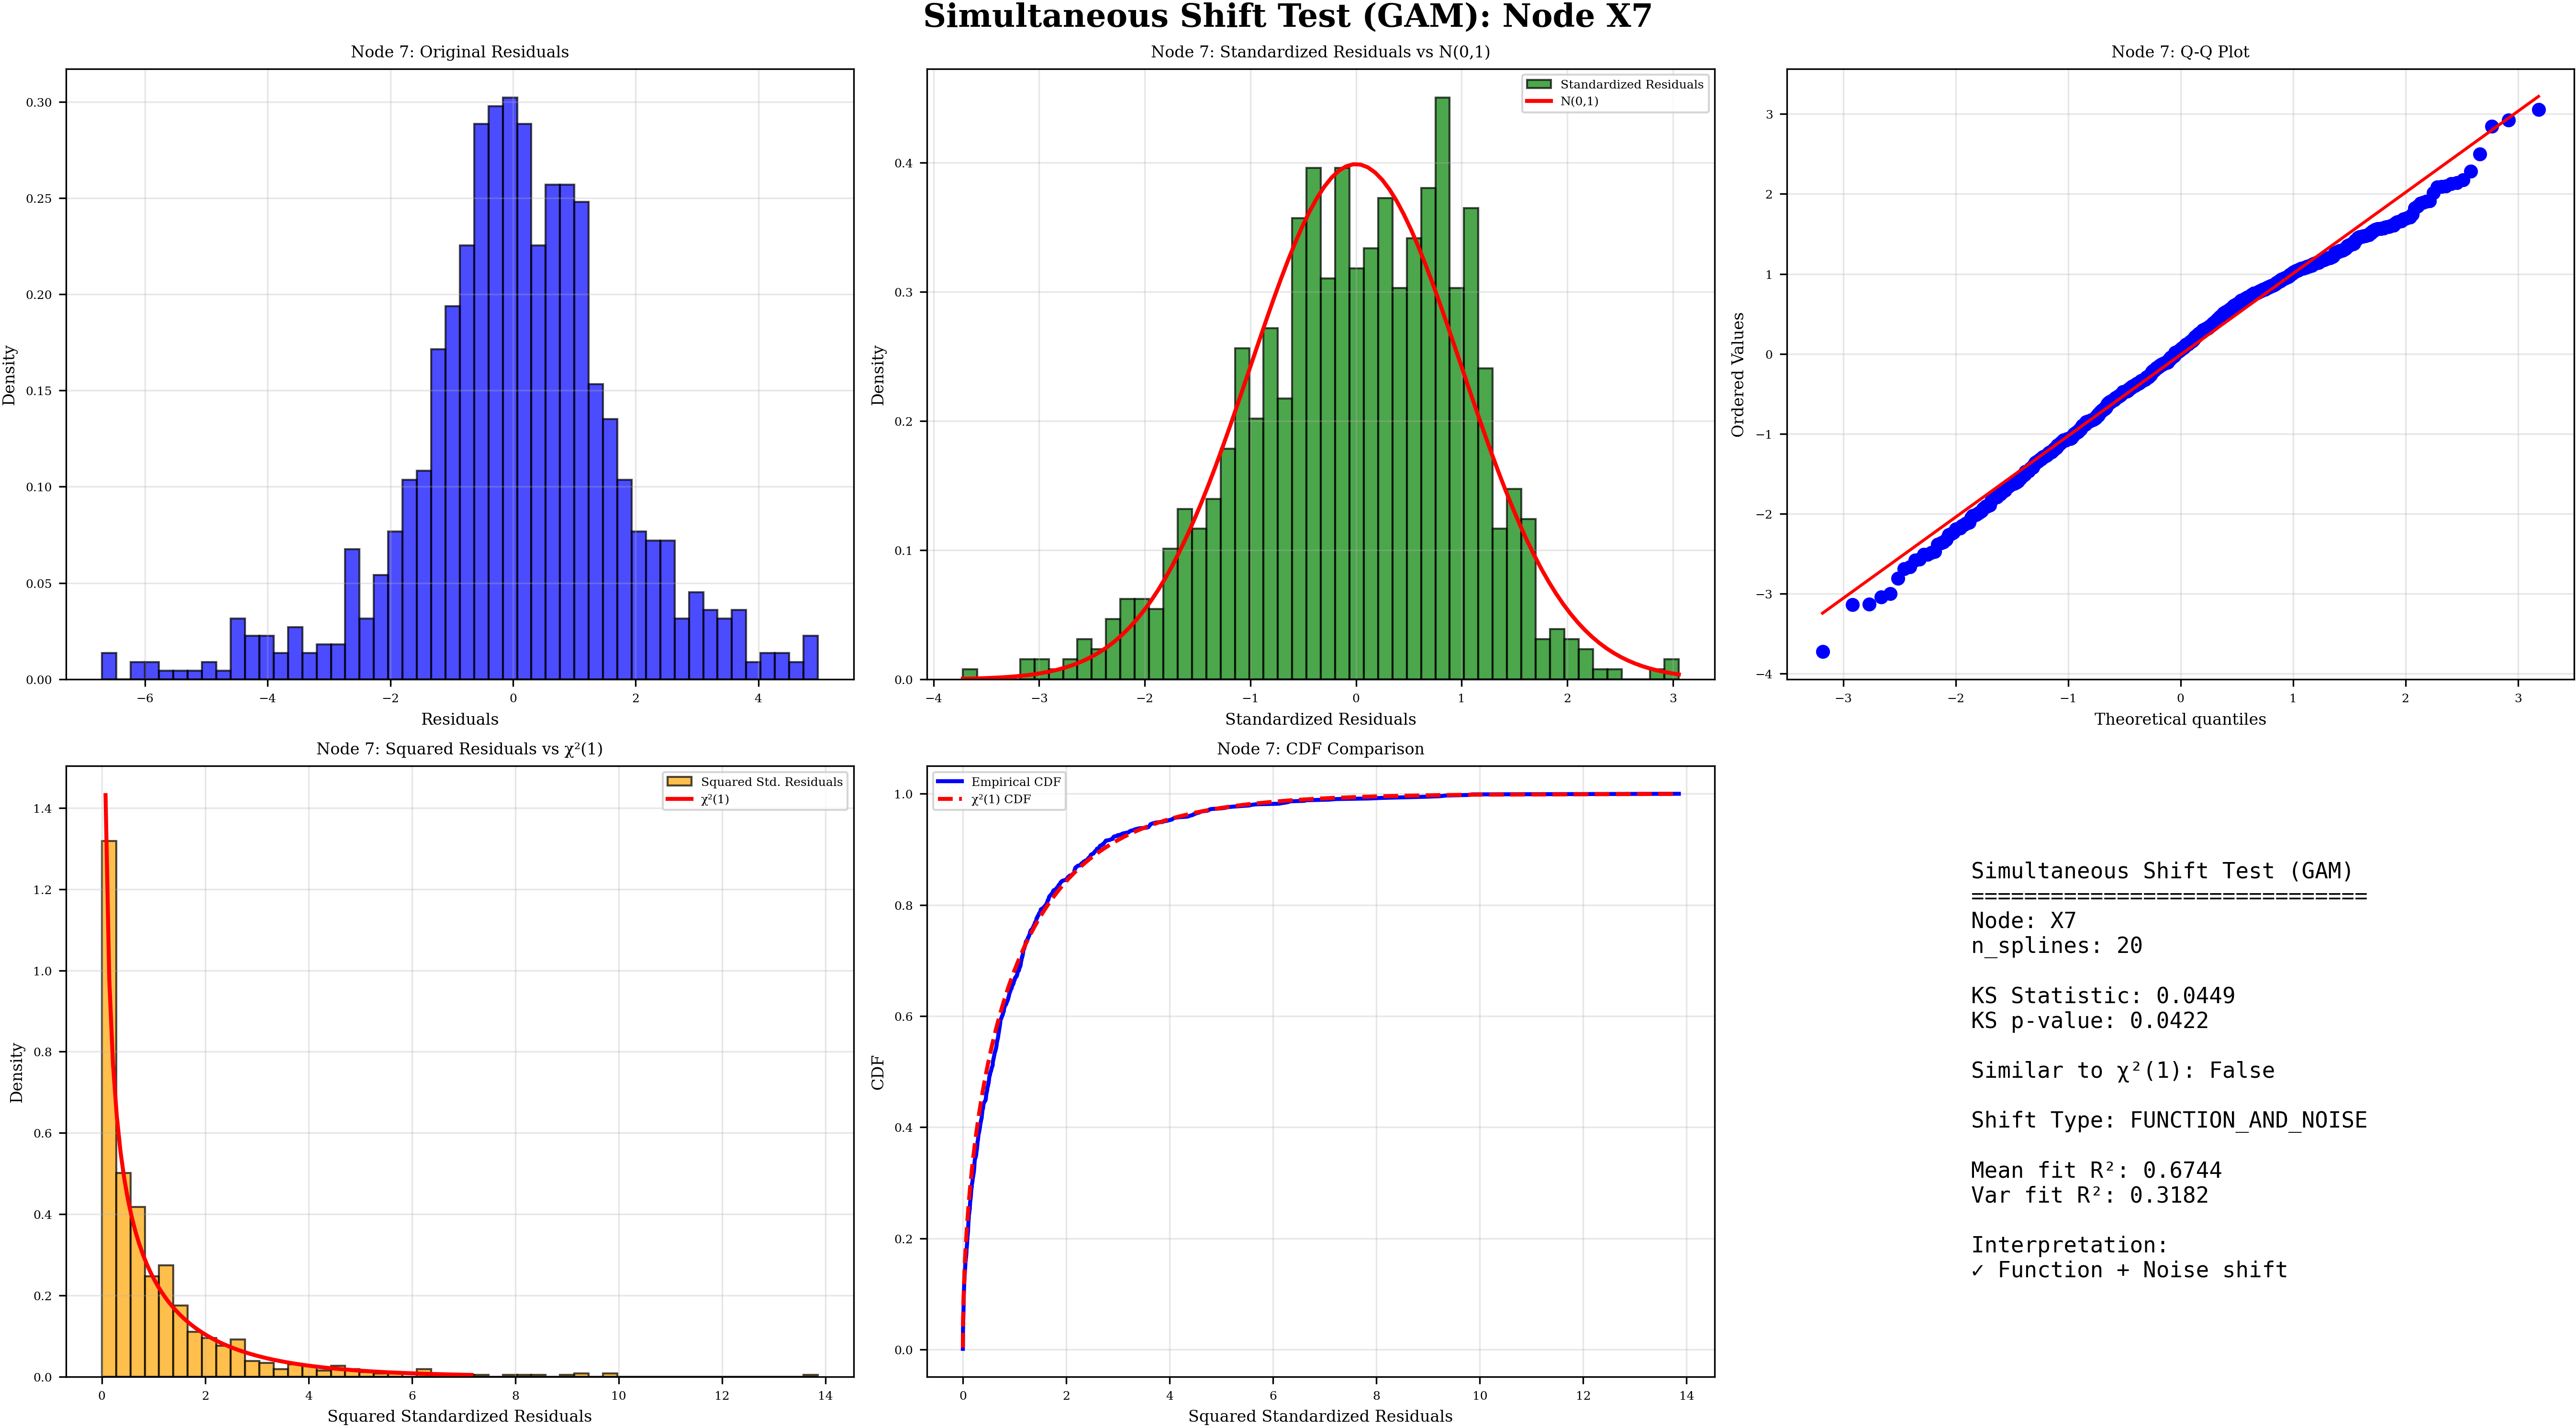 Simultaneous Shift Test (GAM): Node X7
Node 7: Original Residuals
Density
0.30
0.25
0.20
0.15
0.10
0.05
0.00
−6 −4 −2 0 2 4
Residuals
Node 7: Standardized Residuals vs N(0,1)
Standardized Residuals
N(0,1)
Density
0.4
0.3
0.2
0.1
0.0
−4 −3 −2 −1 0 1 2 3
Standardized Residuals
Node 7: Q-Q Plot
Ordered Values
3
2
1
0
−1
−2
−3
−4
−3 −2 −1 0 1 2 3
Theoretical quantiles
Node 7: Squared Residuals vs χ²(1)
Squared Std. Residuals
χ²(1)
Density
1.4
1.2
1.0
0.8
0.6
0.4
0.2
0.0
0 2 4 6 8 10 12 14
Squared Standardized Residuals
Node 7: CDF Comparison
Empirical CDF
χ²(1) CDF
CDF
1.0
0.8
0.6
0.4
0.2
0.0
0 2 4 6 8 10 12 14
Squared Standardized Residuals
Simultaneous Shift Test (GAM)
==============================
Node: X7
n_splines: 20
KS Statistic: 0.0449
KS p-value: 0.0422
Similar to χ²(1): False
Shift Type: FUNCTION_AND_NOISE
Mean fit R²: 0.6744
Var fit R²: 0.3182
Interpretation:
✓ Function + Noise shift